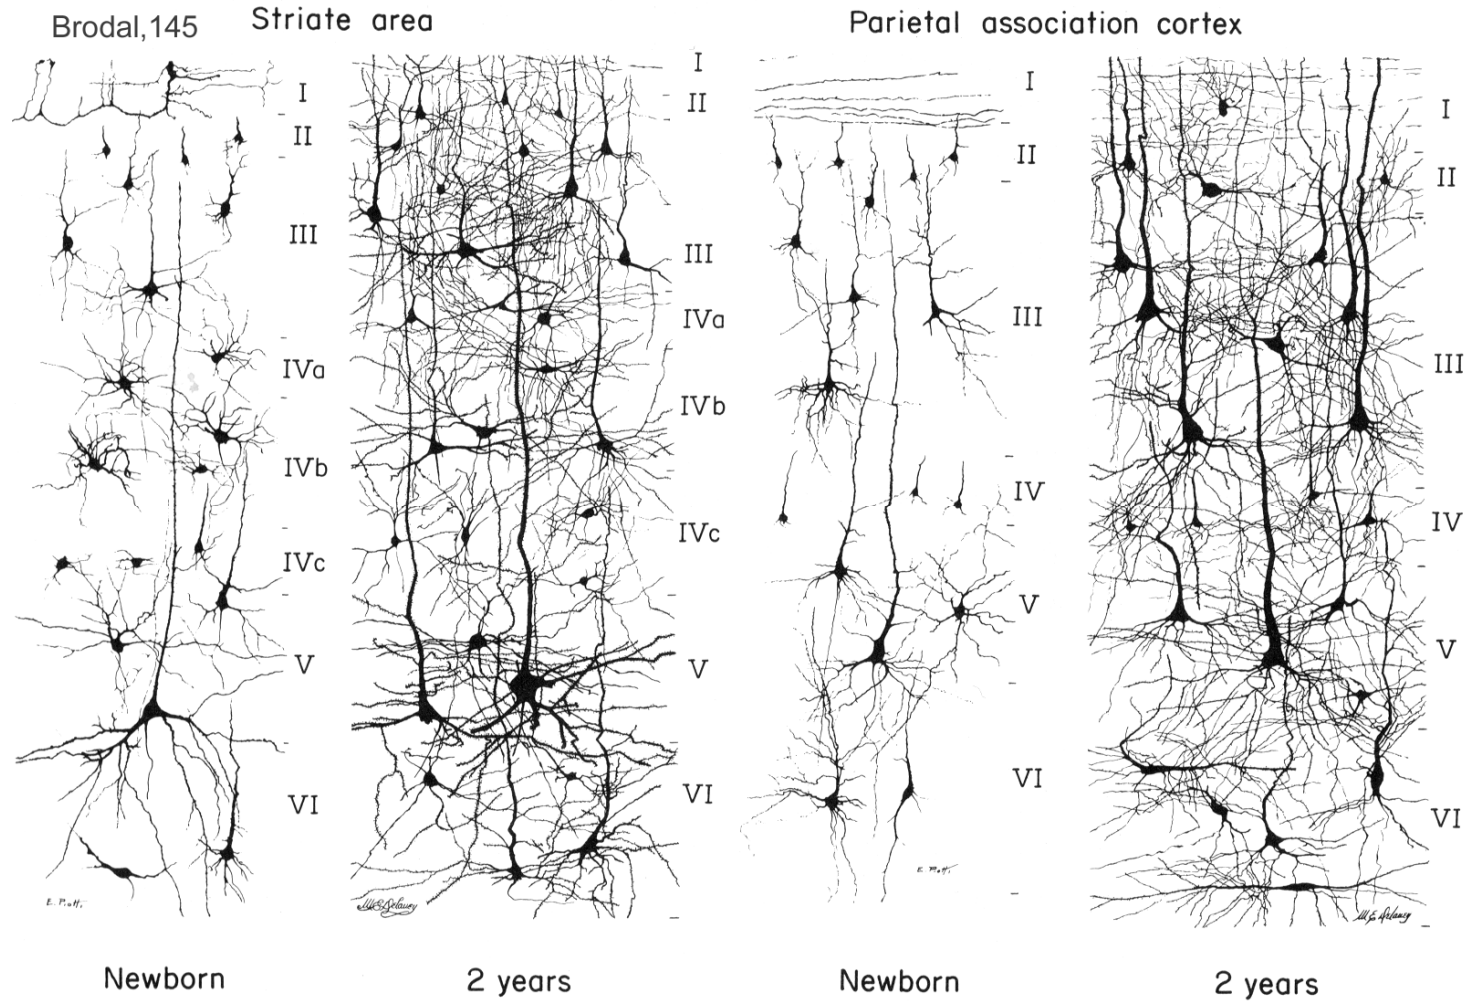 Brodal,145
Striate area
Parietal association cortex
I
II
III
IVa
IVb
IVc
V
VI
I
II
III
IVa
IVb
IVc
V
VI
I
II
III
IV
V
VI
I
II
III
IV
V
VI
Newborn
2 years
Newborn
2 years